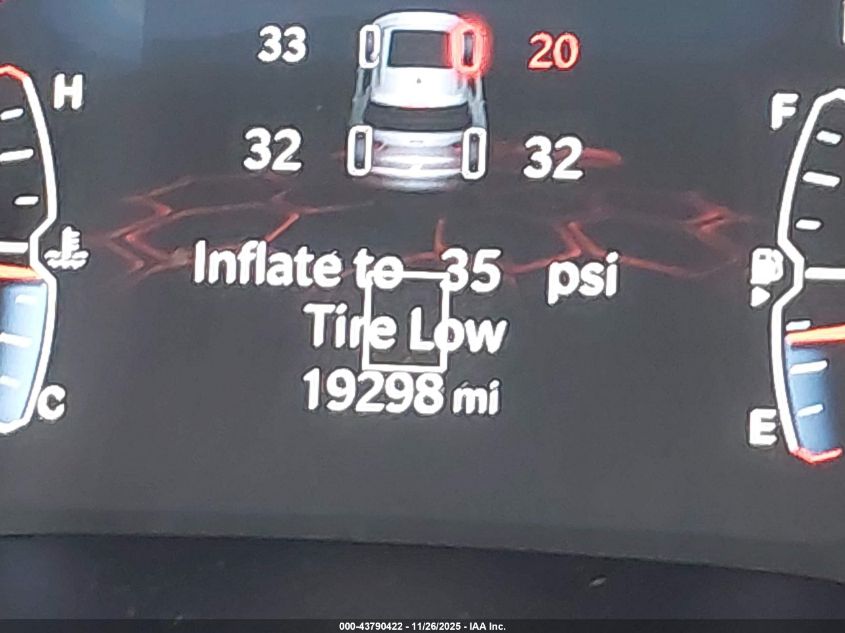 33 20
32 32
H F
Inflate to 35 psi
Tire Low
19298 mi
C E
000-43790422 - 11/26/2025 - IAA Inc.